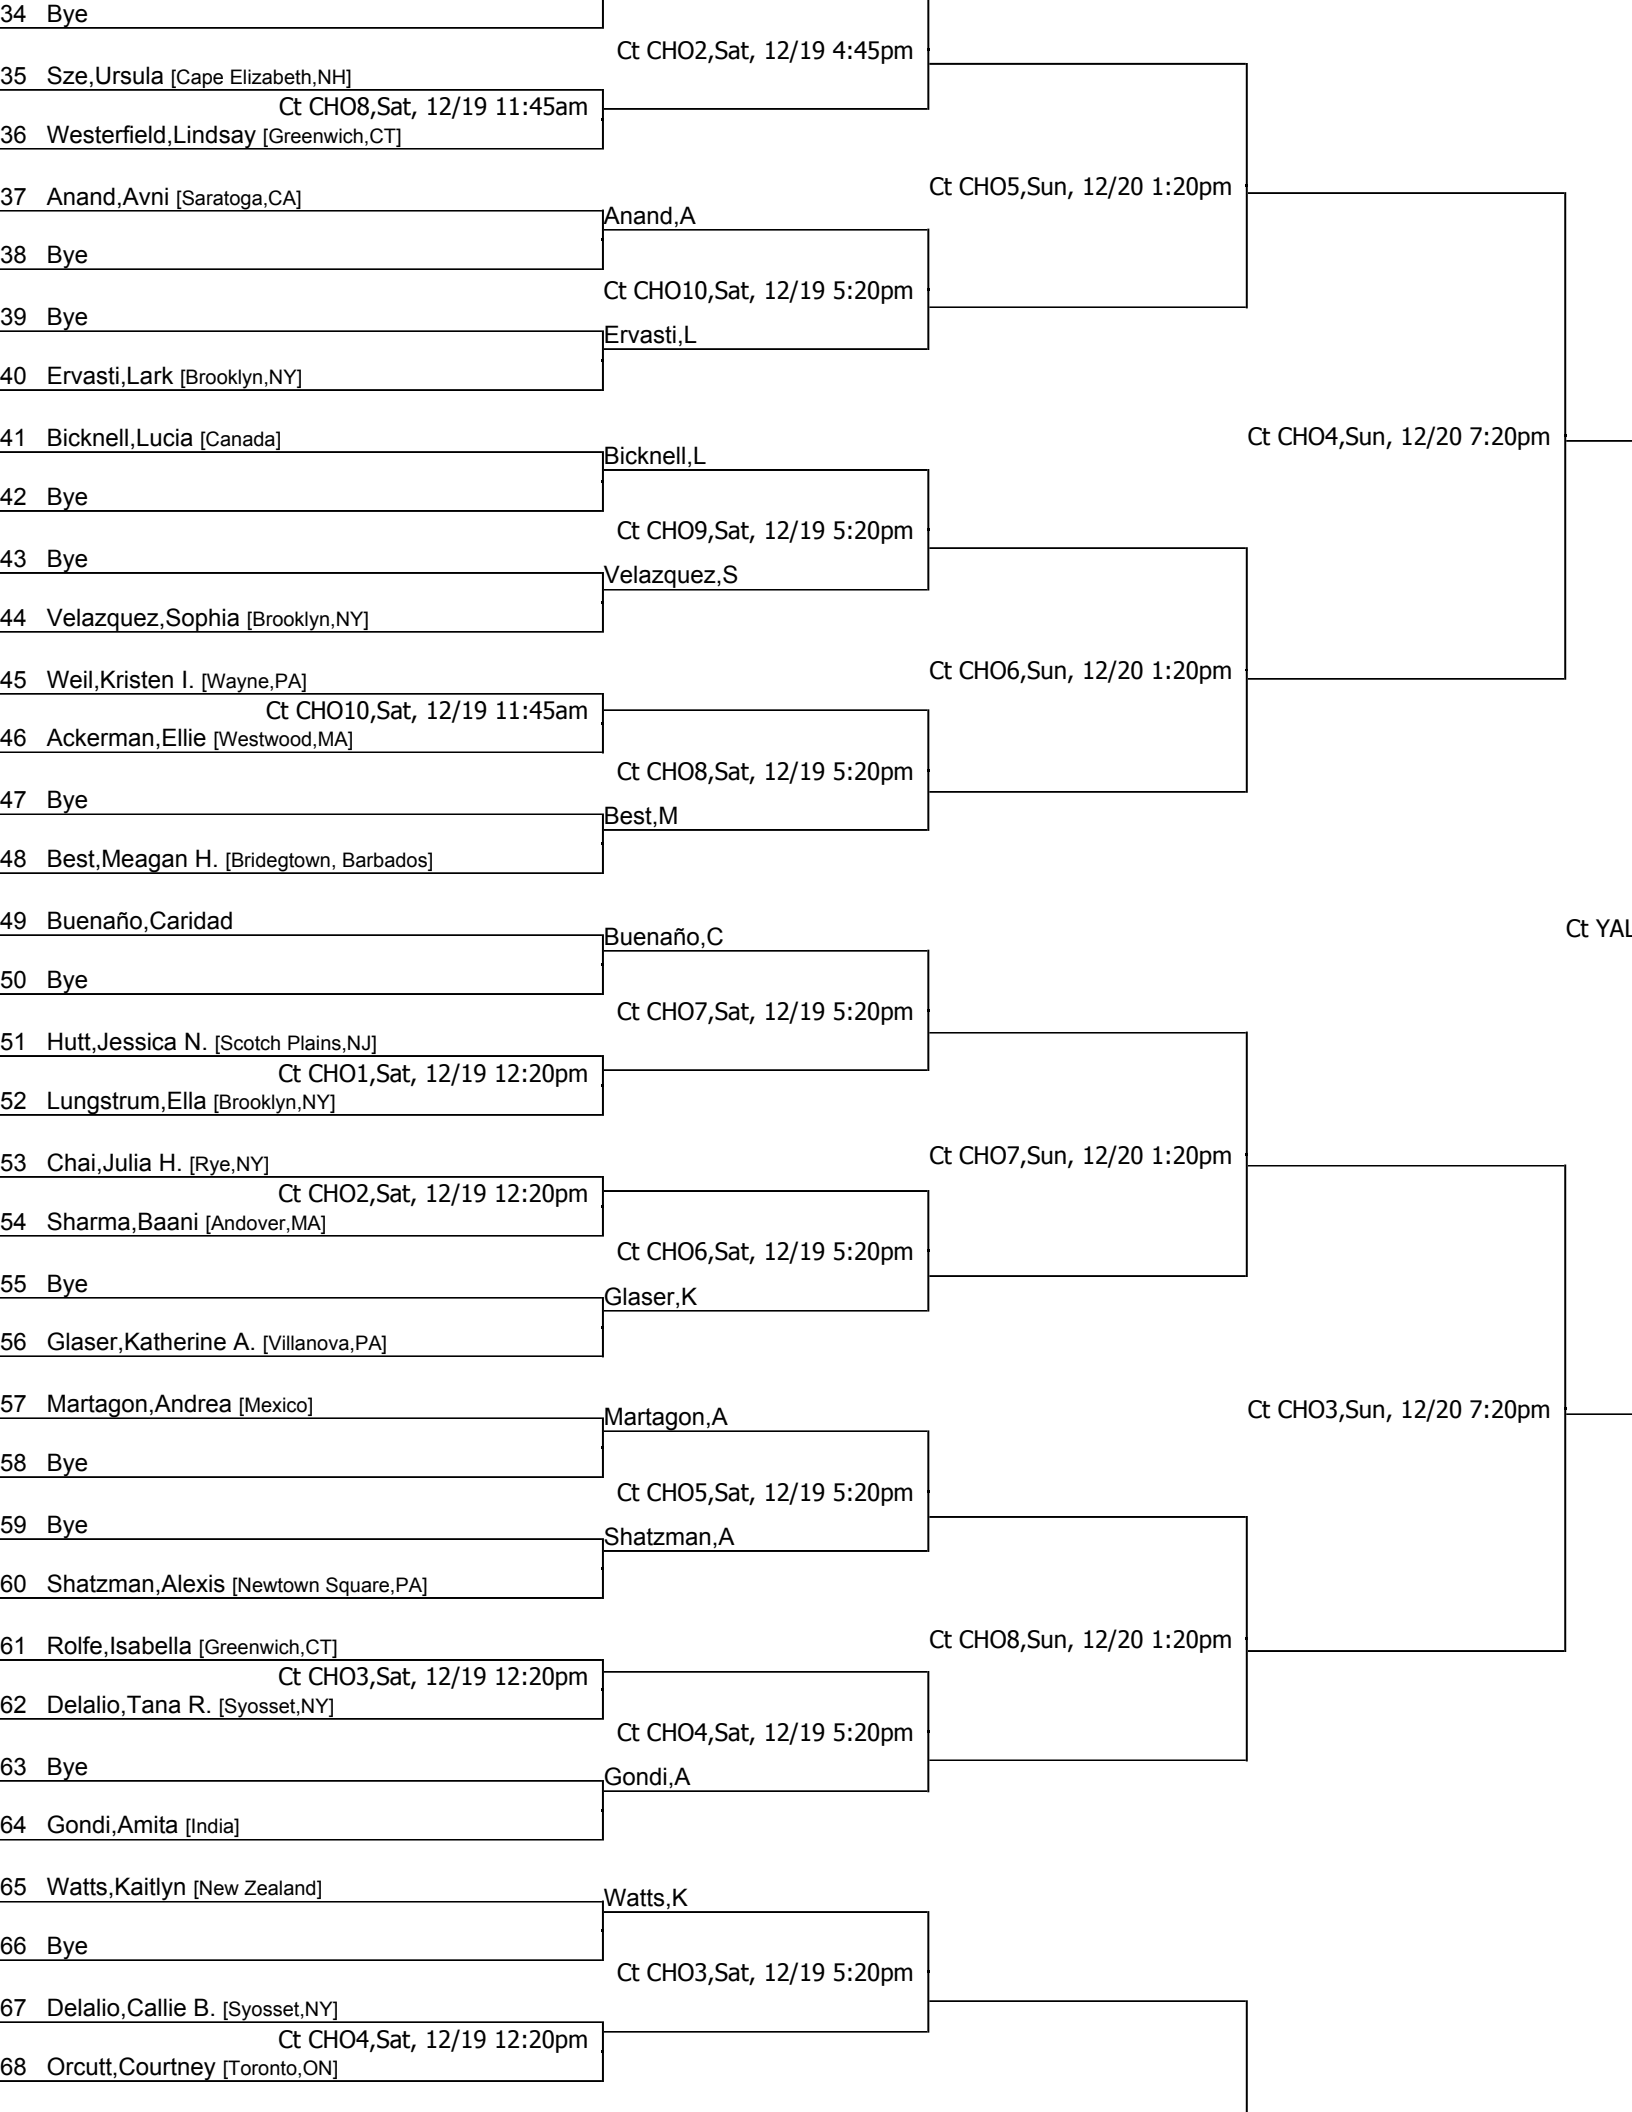 34 Bye
Ct CHO2,Sat, 12/19 4:45pm
35 Sze,Ursula [Cape Elizabeth,NH]
Ct CHO8,Sat, 12/19 11:45am
36 Westerfield,Lindsay [Greenwich,CT]
Ct CHO5,Sun, 12/20 1:20pm
37 Anand,Avni [Saratoga,CA]
Anand,A
38 Bye
Ct CHO10,Sat, 12/19 5:20pm
39 Bye
Ervasti,L
40 Ervasti,Lark [Brooklyn,NY]
41 Bicknell,Lucia [Canada]
Ct CHO4,Sun, 12/20 7:20pm
Bicknell,L
42 Bye
Ct CHO9,Sat, 12/19 5:20pm
43 Bye
Velazquez,S
44 Velazquez,Sophia [Brooklyn,NY]
Ct CHO6,Sun, 12/20 1:20pm
45 Weil,Kristen I. [Wayne,PA]
Ct CHO10,Sat, 12/19 11:45am
46 Ackerman,Ellie [Westwood,MA]
Ct CHO8,Sat, 12/19 5:20pm
47 Bye
Best,M
48 Best,Meagan H. [Bridegtown, Barbados]
49 Buenaño,Caridad
Ct YAL
Buenaño,C
50 Bye
Ct CHO7,Sat, 12/19 5:20pm
51 Hutt,Jessica N. [Scotch Plains,NJ]
Ct CHO1,Sat, 12/19 12:20pm
52 Lungstrum,Ella [Brooklyn,NY]
Ct CHO7,Sun, 12/20 1:20pm
53 Chai,Julia H. [Rye,NY]
Ct CHO2,Sat, 12/19 12:20pm
54 Sharma,Baani [Andover,MA]
Ct CHO6,Sat, 12/19 5:20pm
55 Bye
Glaser,K
56 Glaser,Katherine A. [Villanova,PA]
57 Martagon,Andrea [Mexico]
Ct CHO3,Sun, 12/20 7:20pm
Martagon,A
58 Bye
Ct CHO5,Sat, 12/19 5:20pm
59 Bye
Shatzman,A
60 Shatzman,Alexis [Newtown Square,PA]
Ct CHO8,Sun, 12/20 1:20pm
61 Rolfe,Isabella [Greenwich,CT]
Ct CHO3,Sat, 12/19 12:20pm
62 Delalio,Tana R. [Syosset,NY]
Ct CHO4,Sat, 12/19 5:20pm
63 Bye
Gondi,A
64 Gondi,Amita [India]
65 Watts,Kaitlyn [New Zealand]
Watts,K
66 Bye
Ct CHO3,Sat, 12/19 5:20pm
67 Delalio,Callie B. [Syosset,NY]
Ct CHO4,Sat, 12/19 12:20pm
68 Orcutt,Courtney [Toronto,ON]